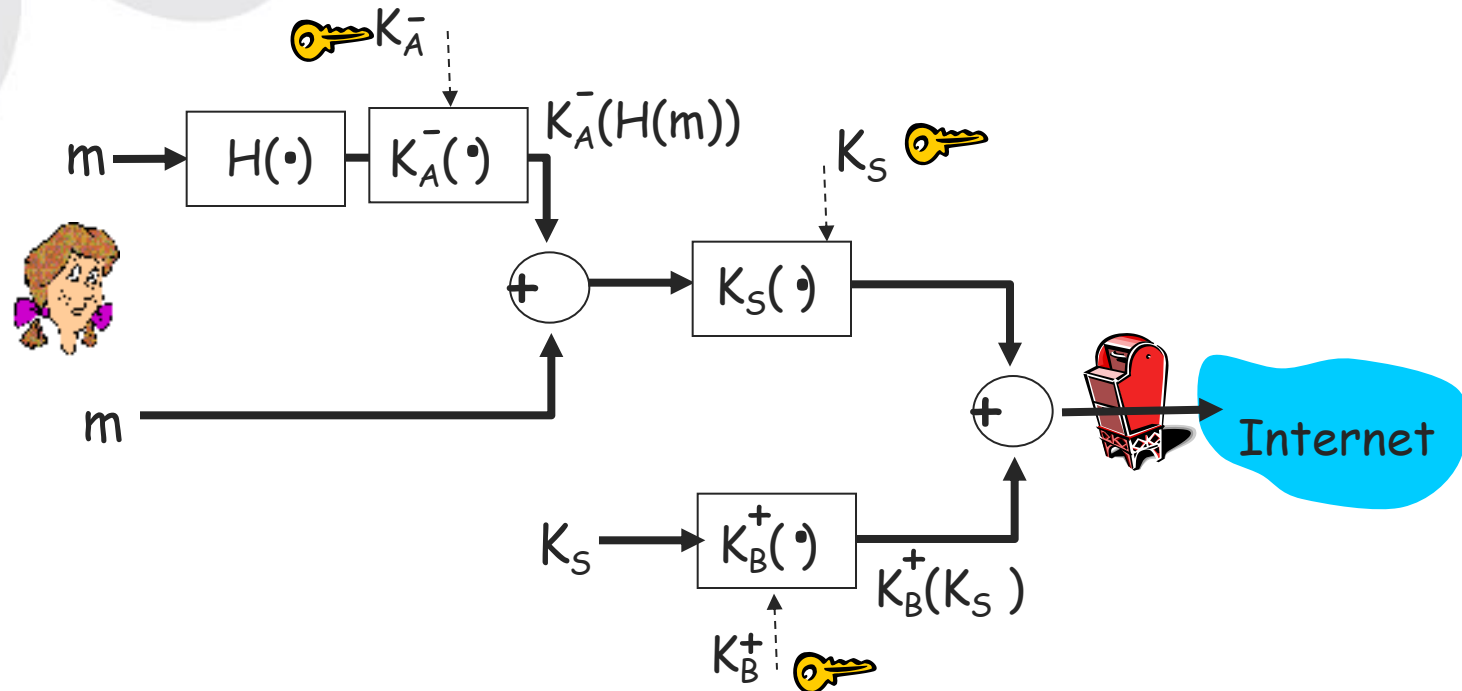 K_A^-
m
H(•)
K_A^-(•)
K_A^-(H(m))
K_S
+
K_S(•)
m
+
Internet
K_S
K_B^+(•)
K_B^+(K_S )
K_B^+